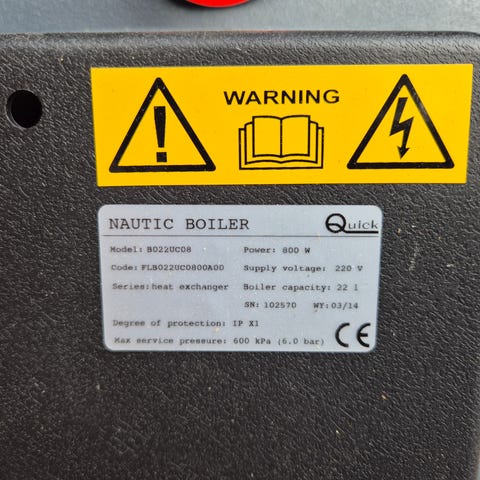 WARNING
NAUTIC BOILER Quick
Model: B022UC08 Power: 800 W
Code: FLB022UC0800A00 Supply voltage: 220 V
Series: heat exchanger Boiler capacity: 22 l
SN: 102570 WY: 03/14
Degree of protection: IP X1
Max service pressure: 600 kPa (6.0 bar)
CE